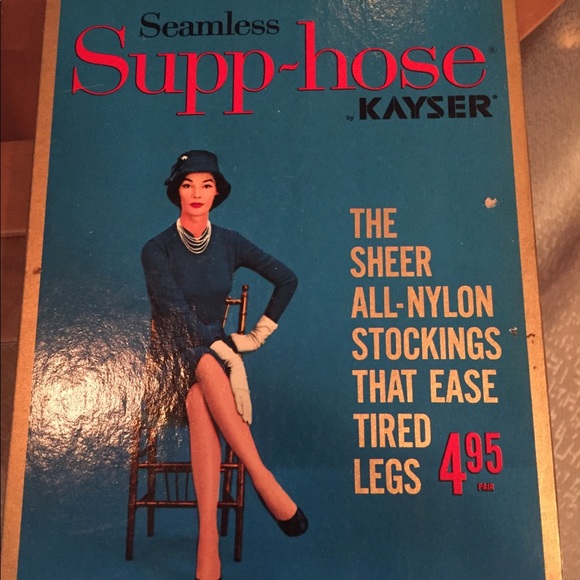 Seamless
Supp-hose®
by KAYSER®
THE
SHEER
ALL-NYLON
STOCKINGS
THAT EASE
TIRED
LEGS 4.95
PAIR